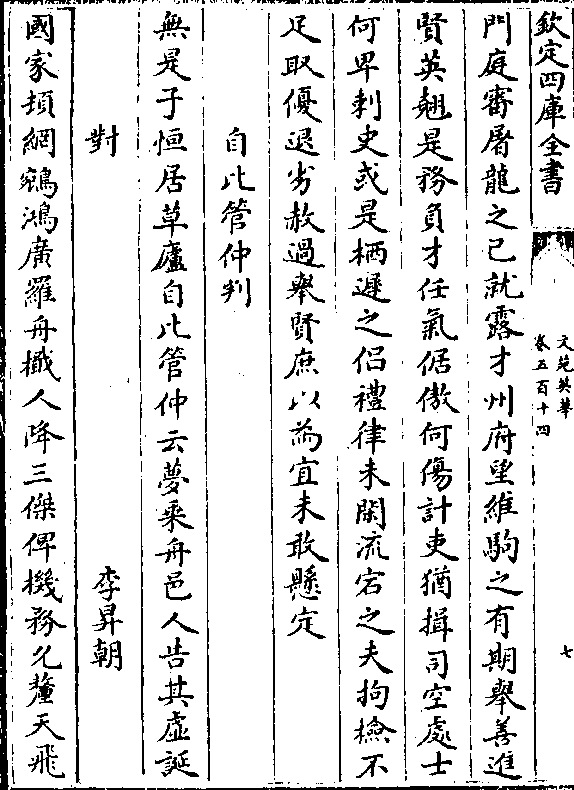 欽定四庫全書
文苑英華
卷五百十四
七
門庭審屠龍之已就露才州府望維駒之有期舉善進
賢英翹是務負才任氣倨傲何傷計吏猶揖司空處士
何卑刺史或是栖遲之侣禮律未閑流宕之夫拘檢不
足取優退劣赦過舉賢庶以為宜未敢懸定
自比管仲判
無是子恒居草廬自比管仲云夢乗舟邑人告其虚誕
對
李昇朝
國家頓網鵷鴻廣羅舟檝人降三傑俾機務允釐天飛